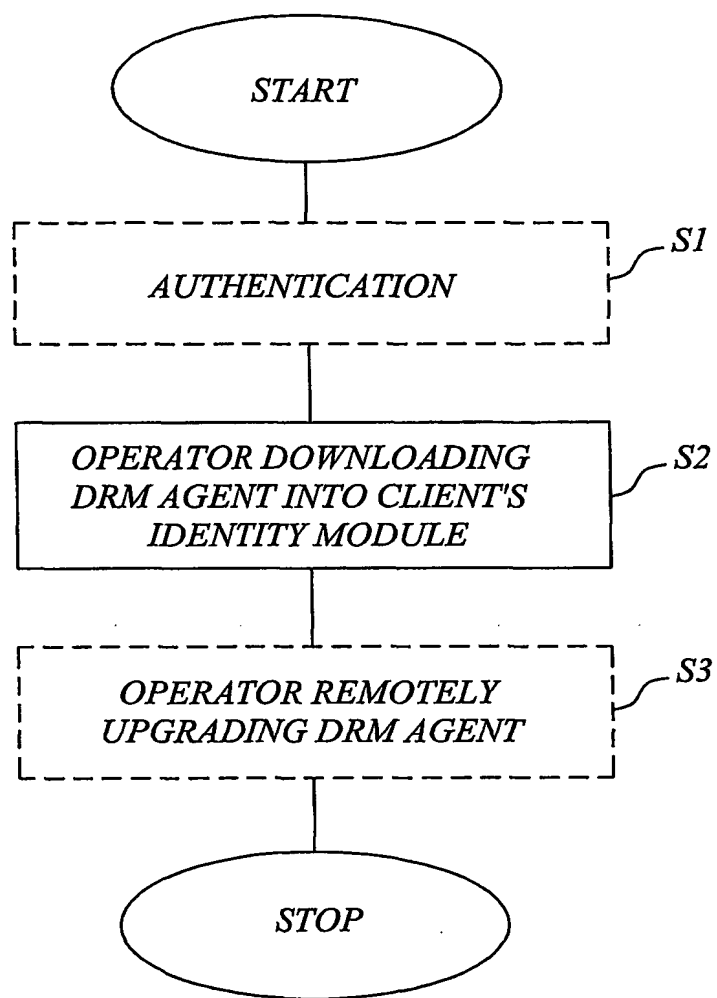 START
AUTHENTICATION
S1
OPERATOR DOWNLOADING
DRM AGENT INTO CLIENT'S
IDENTITY MODULE
S2
OPERATOR REMOTELY
UPGRADING DRM AGENT
S3
STOP